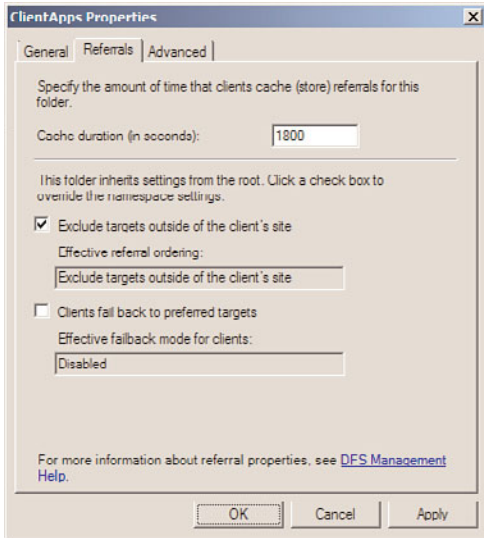 ClientApps Properties
General Referrals Advanced
Specify the amount of time that clients cache (store) referrals for this
folder.
Cache duration (in seconds): 1800
This folder inherits settings from the root. Click a check box to
override the namespace settings.
Exclude targets outside of the client's site
Effective referral ordering:
Exclude targets outside of the client's site
Clients fail back to preferred targets
Effective failback mode for clients:
Disabled
For more information about referral properties, see DFS Management
Help.
OK Cancel Apply